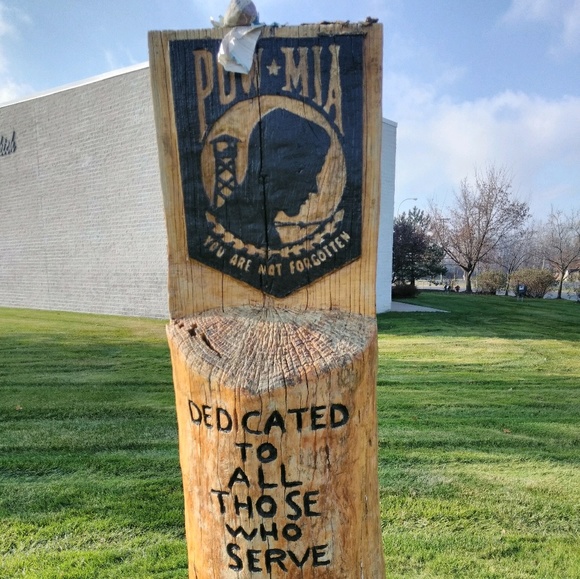 POW ★ MIA
YOU ARE NOT FORGOTTEN
DEDICATED
TO
ALL
THOSE
WHO
SERVE